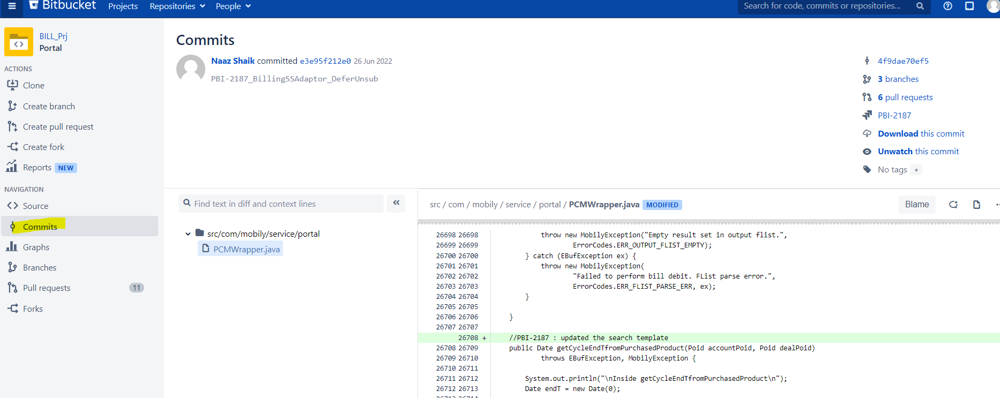 Bitbucket Projects Repositories People Search for code, commits or repositories...
BILL_Prj
Portal
ACTIONS
Clone
Create branch
Create pull request
Create fork
Reports NEW
NAVIGATION
Source
Commits
Graphs
Branches
Pull requests 11
Forks
Commits
Naaz Shaik committed e3e95f212e0 26 Jun 2022
PBI-2187_BillingSSAdaptor_DeferUnsub
4f9dae70ef5
3 branches
6 pull requests
PBI-2187
Download this commit
Unwatch this commit
No tags +
Find text in diff and context lines
src/com/mobily/service/portal
PCMWrapper.java
src / com / mobily / service / portal / PCMWrapper.java MODIFIED Blame
26698 26698 throw new MobilyException("Empty result set in output flist.",
26699 26699 ErrorCodes.ERR_OUTPUT_FLIST_EMPTY);
26700 26700 } catch (EBufException ex) {
26701 26701 throw new MobilyException(
26702 26702 "Failed to perform bill debit. FList parse error.",
26703 26703 ErrorCodes.ERR_FLIST_PARSE_ERR, ex);
26704 26704 }
26705 26705
26706 26706 }
26707 26707
26708 + //PBI-2187 : updated the search template
26708 26709 public Date getCycleEndTfromPurchasedProduct(Poid accountPoid, Poid dealPoid)
26709 26710 throws EBufException, MobilyException {
26710 26711
26711 26712 System.out.println("\nInside getCycleEndTfromPurchasedProduct\n");
26712 26713 Date endT = new Date(0);